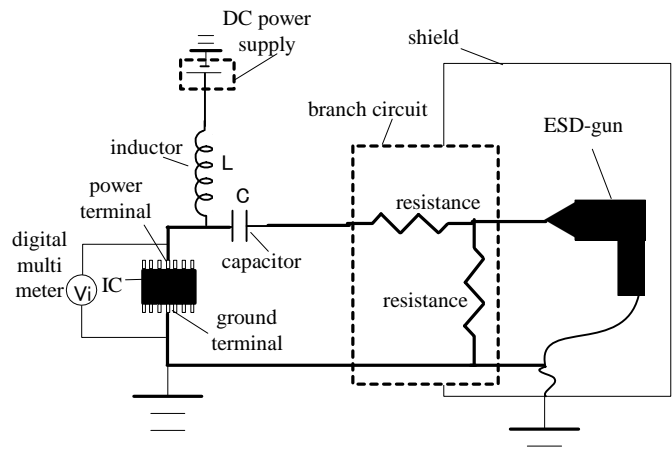 DC power
supply
shield
branch circuit
ESD-gun
inductor
L
power
terminal
C
resistance
capacitor
digital
multi
meter
Vi
IC
resistance
ground
terminal